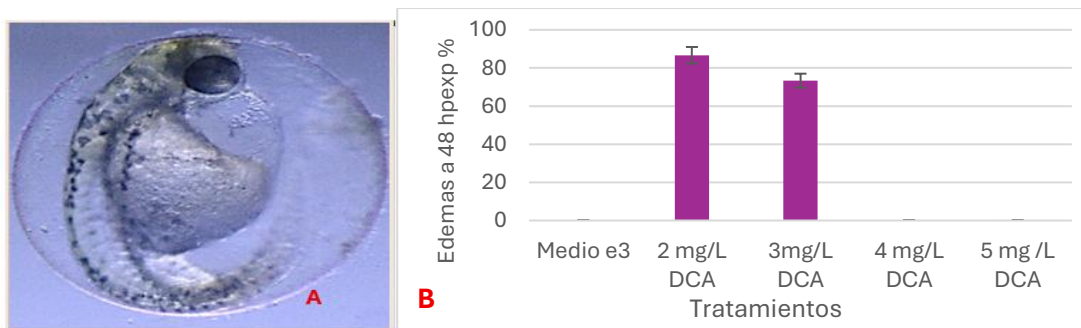 A
B
Edemas a 48 hpexp %
100
80
60
40
20
0
Medio e3
2 mg/L
DCA
3mg/L
DCA
4 mg/L
DCA
5 mg /L
DCA
Tratamientos